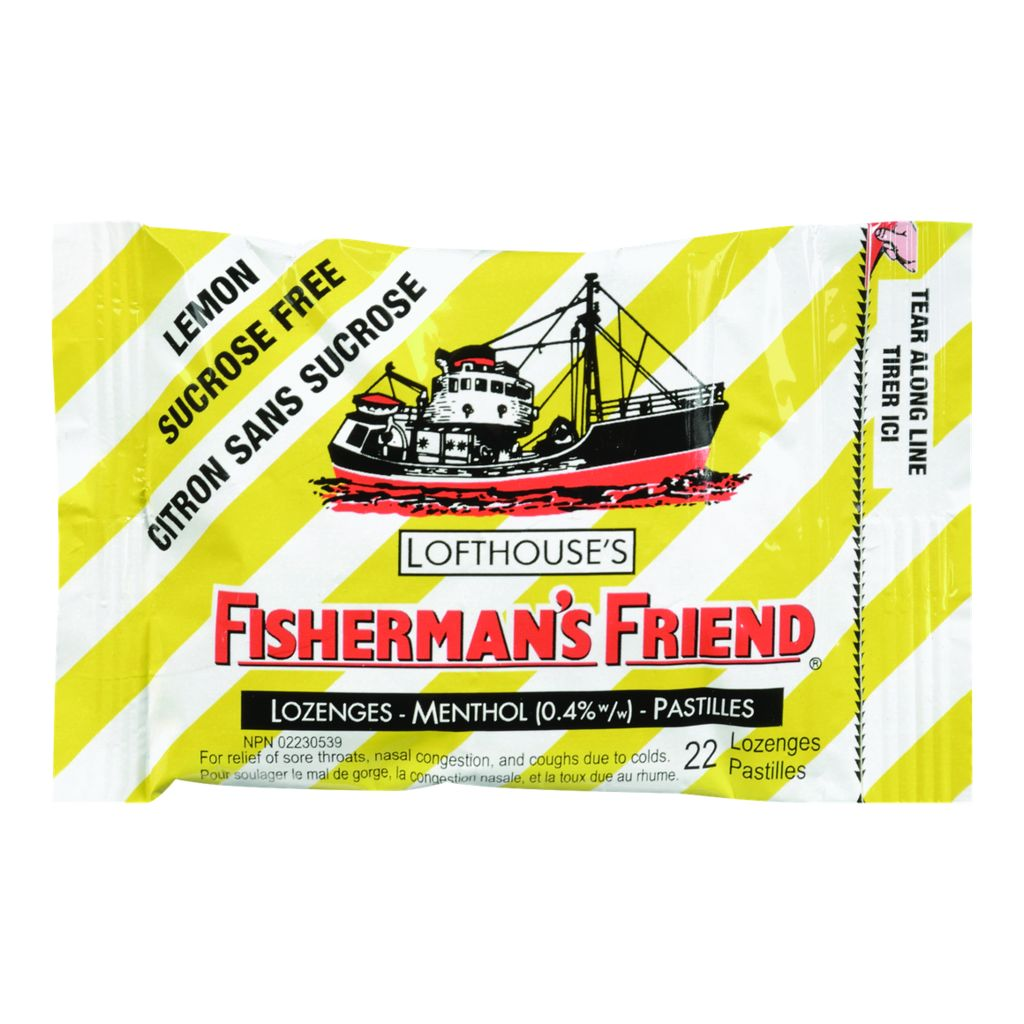 LEMON
SUCROSE FREE
CITRON SANS SUCROSE
TEAR ALONG LINE
TIRER ICI
LOFTHOUSE'S
FISHERMAN'S FRIEND®
LOZENGES - MENTHOL (0.4% w/w) - PASTILLES
NPN 02230539
For relief of sore throats, nasal congestion, and coughs due to colds.
Pour soulager le mal de gorge, la congestion nasale, et la toux due au rhume.
22 Lozenges
Pastilles